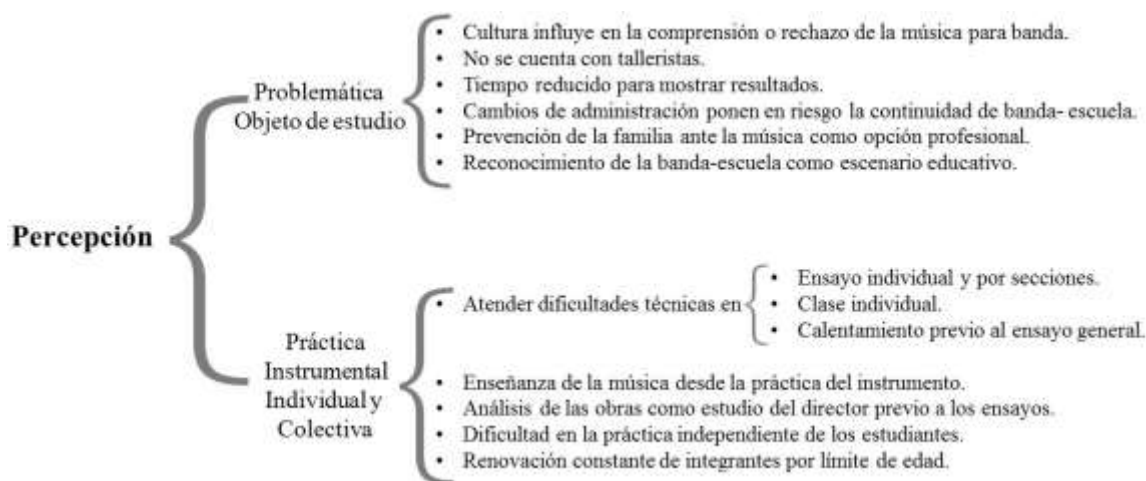 Percepción
Problemática
Objeto de estudio
• Cultura influye en la comprensión o rechazo de la música para banda.
• No se cuenta con talleristas.
• Tiempo reducido para mostrar resultados.
• Cambios de administración ponen en riesgo la continuidad de banda- escuela.
• Prevención de la familia ante la música como opción profesional.
• Reconocimiento de la banda-escuela como escenario educativo.
Práctica
Instrumental
Individual y
Colectiva
• Atender dificultades técnicas en
• Ensayo individual y por secciones.
• Clase individual.
• Calentamiento previo al ensayo general.
• Enseñanza de la música desde la práctica del instrumento.
• Análisis de las obras como estudio del director previo a los ensayos.
• Dificultad en la práctica independiente de los estudiantes.
• Renovación constante de integrantes por límite de edad.